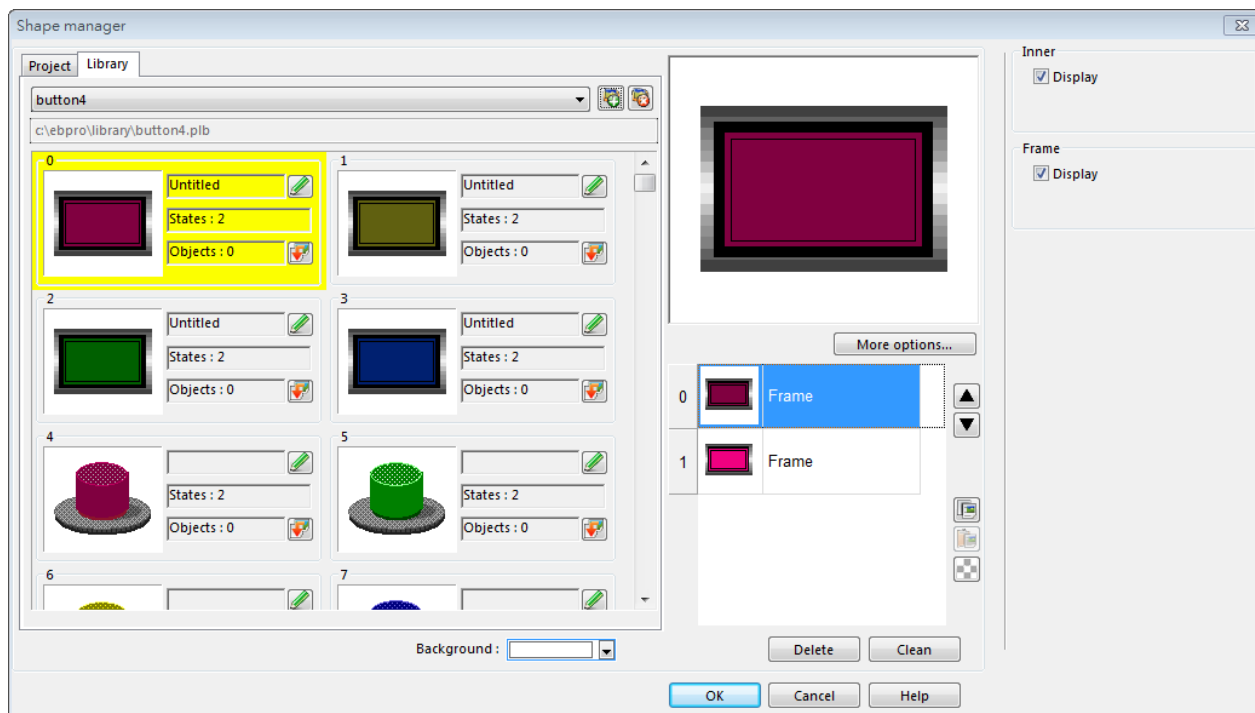 Shape manager
Project
Library
button4
c:\ebpro\library\button4.plb
0
Untitled
States : 2
Objects : 0
1
Untitled
States : 2
Objects : 0
2
Untitled
States : 2
Objects : 0
3
Untitled
States : 2
Objects : 0
4
States : 2
Objects : 0
5
States : 2
Objects : 0
6
7
Background :
More options...
0
Frame
1
Frame
Delete
Clean
OK
Cancel
Help
Inner
Display
Frame
Display